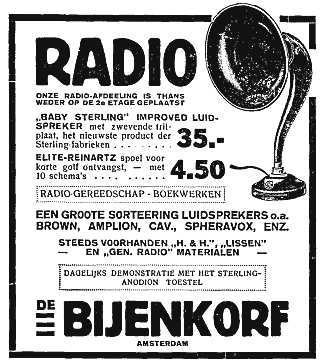 RADIO
ONZE RADIO-AFDEELING IS THANS
WEDER OP DE 2e ETAGE GEPLAATST
„BABY STERLING" IMPROVED LUID-
SPREKER met zwevende tril-
plaat, het nieuwste product der
Sterling-fabrieken . . . . . . . . 35.-
ELITE-REINARTZ spoel voor
korte golf ontvangst, — met
10 schema's . . . . . . . . . . 4.50
RADIO-GEREEDSCHAP - BOEKWERKEN
EEN GROOTE SORTEERING LUIDSPREKERS o.a.
BROWN, AMPLION, CAV., SPHERAVOX, ENZ.
STEEDS VOORHANDEN „H. & H.", „LISSEN"
— EN „GEN. RADIO" MATERIALEN —
DAGELIJKS DEMONSTRATIE MET HET STERLING-
ANODION TOESTEL
DE BIJENKORF
AMSTERDAM